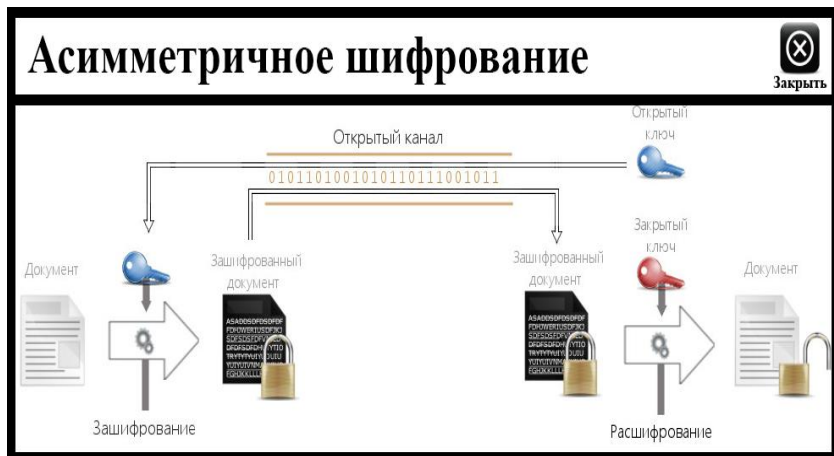 Асимметричное шифрование
Закрыть
Открытый канал
Открытый
ключ
0101101001010110111001011
Закрытый
ключ
Документ
Зашифрованный
документ
Зашифрованный
документ
Документ
Зашифрование
Расшифрование